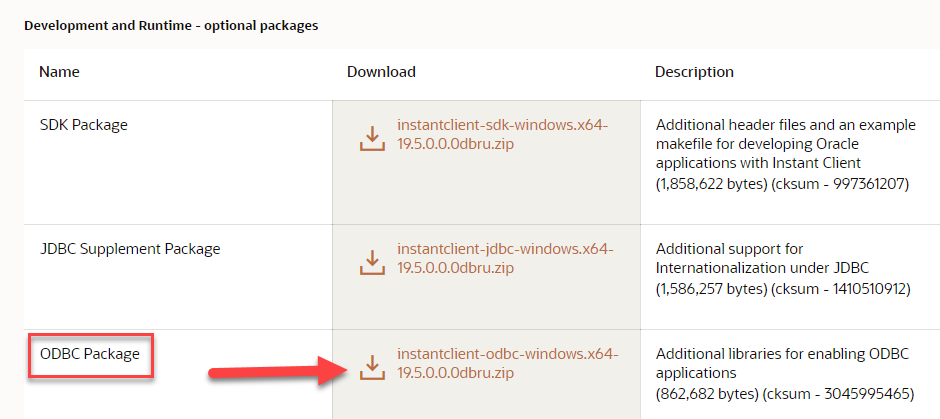 Development and Runtime - optional packages
Name
Download
Description
SDK Package
instantclient-sdk-windows.x64-
19.5.0.0.0dbru.zip
Additional header files and an example
makefile for developing Oracle
applications with Instant Client
(1,858,622 bytes) (cksum - 997361207)
JDBC Supplement Package
instantclient-jdbc-windows.x64-
19.5.0.0.0dbru.zip
Additional support for
Internationalization under JDBC
(1,586,257 bytes) (cksum - 1410510912)
ODBC Package
instantclient-odbc-windows.x64-
19.5.0.0.0dbru.zip
Additional libraries for enabling ODBC
applications
(862,682 bytes) (cksum - 3045995465)